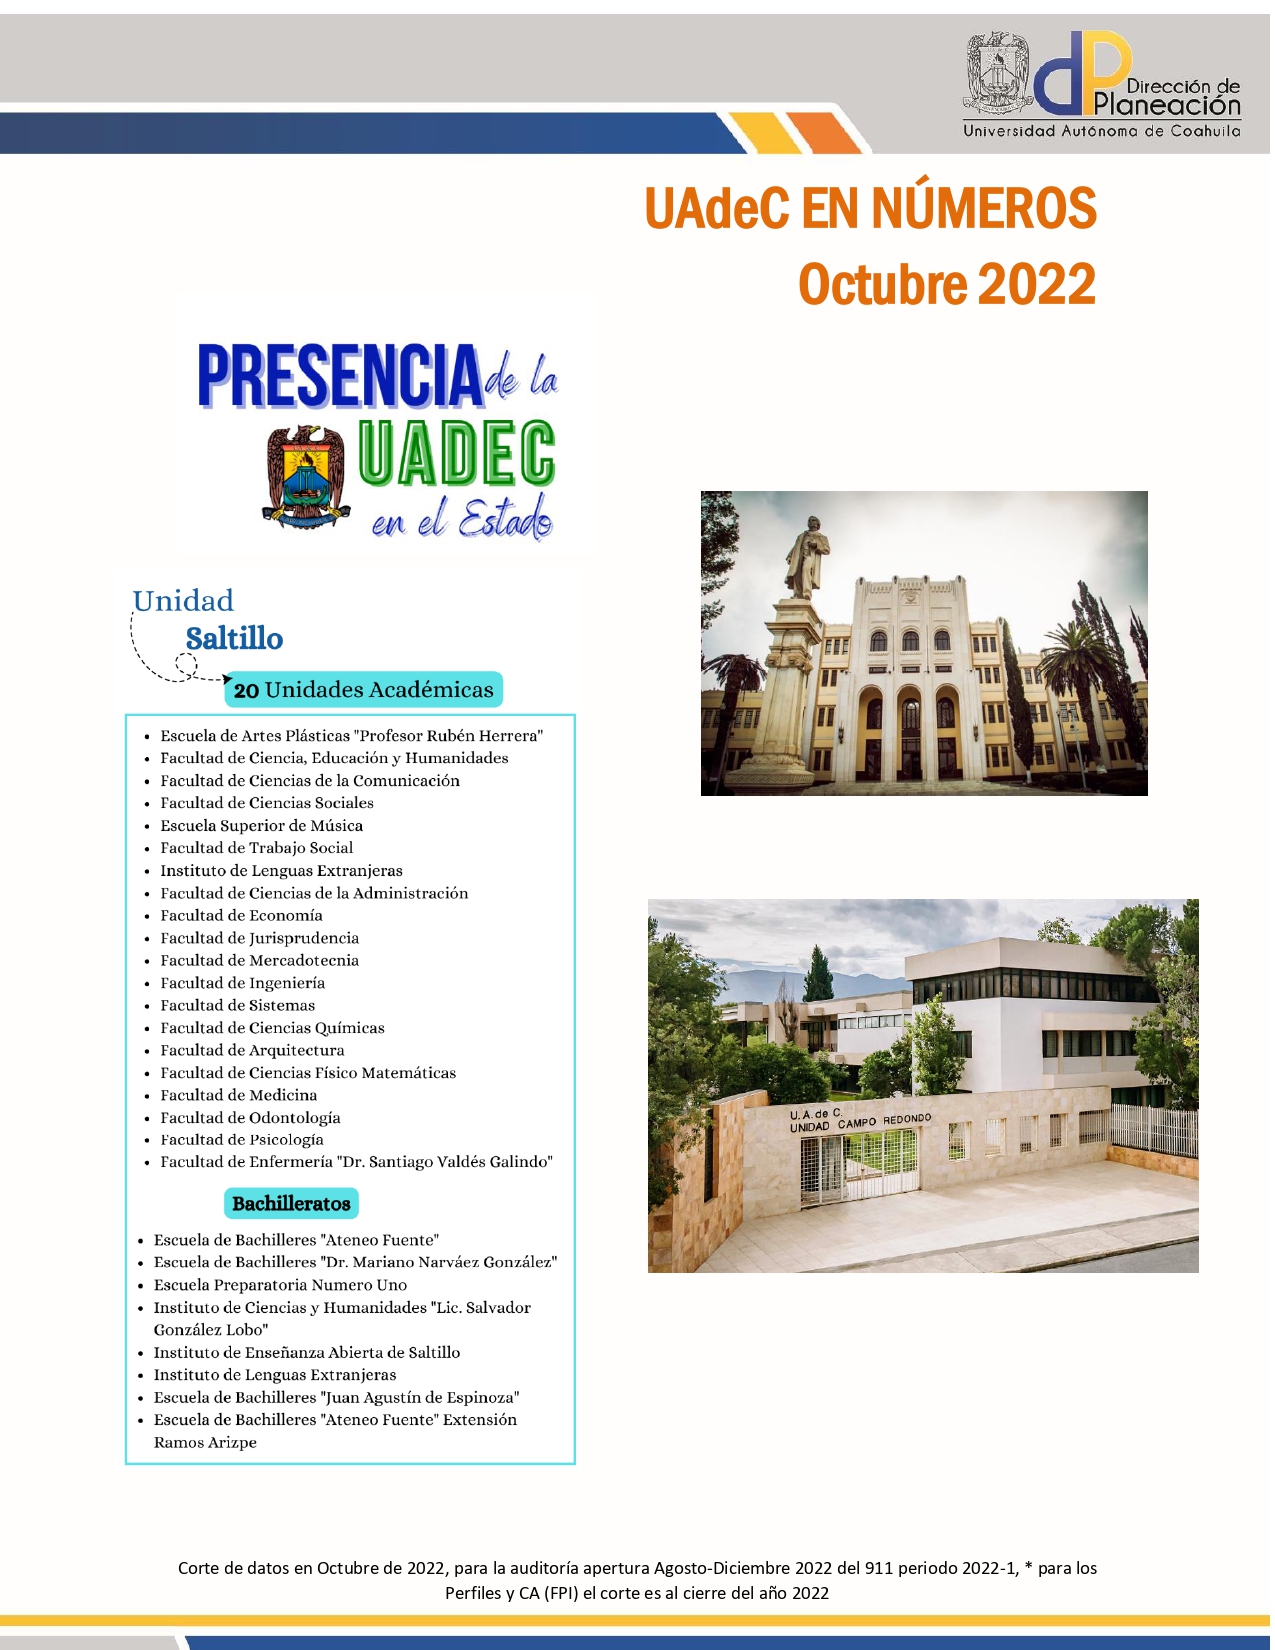 Dirección de
Planeación
Universidad Autónoma de Coahuila
UAdeC EN NÚMEROS
Octubre 2022
PRESENCIA de la
UADEC
en el Estado
Unidad
Saltillo
20 Unidades Académicas
• Escuela de Artes Plásticas "Profesor Rubén Herrera"
• Facultad de Ciencia, Educación y Humanidades
• Facultad de Ciencias de la Comunicación
• Facultad de Ciencias Sociales
• Escuela Superior de Música
• Facultad de Trabajo Social
• Instituto de Lenguas Extranjeras
• Facultad de Ciencias de la Administración
• Facultad de Economía
• Facultad de Jurisprudencia
• Facultad de Mercadotecnia
• Facultad de Ingeniería
• Facultad de Sistemas
• Facultad de Ciencias Químicas
• Facultad de Arquitectura
• Facultad de Ciencias Físico Matemáticas
• Facultad de Medicina
• Facultad de Odontología
• Facultad de Psicología
• Facultad de Enfermería "Dr. Santiago Valdés Galindo"
Bachilleratos
• Escuela de Bachilleres "Ateneo Fuente"
• Escuela de Bachilleres "Dr. Mariano Narváez González"
• Escuela Preparatoria Numero Uno
• Instituto de Ciencias y Humanidades "Lic. Salvador
González Lobo"
• Instituto de Enseñanza Abierta de Saltillo
• Instituto de Lenguas Extranjeras
• Escuela de Bachilleres "Juan Agustín de Espinoza"
• Escuela de Bachilleres "Ateneo Fuente" Extensión
Ramos Arizpe
U.A.de C.
UNIDAD CAMPO REDONDO
Corte de datos en Octubre de 2022, para la auditoría apertura Agosto-Diciembre 2022 del 911 periodo 2022-1, * para los
Perfiles y CA (FPI) el corte es al cierre del año 2022